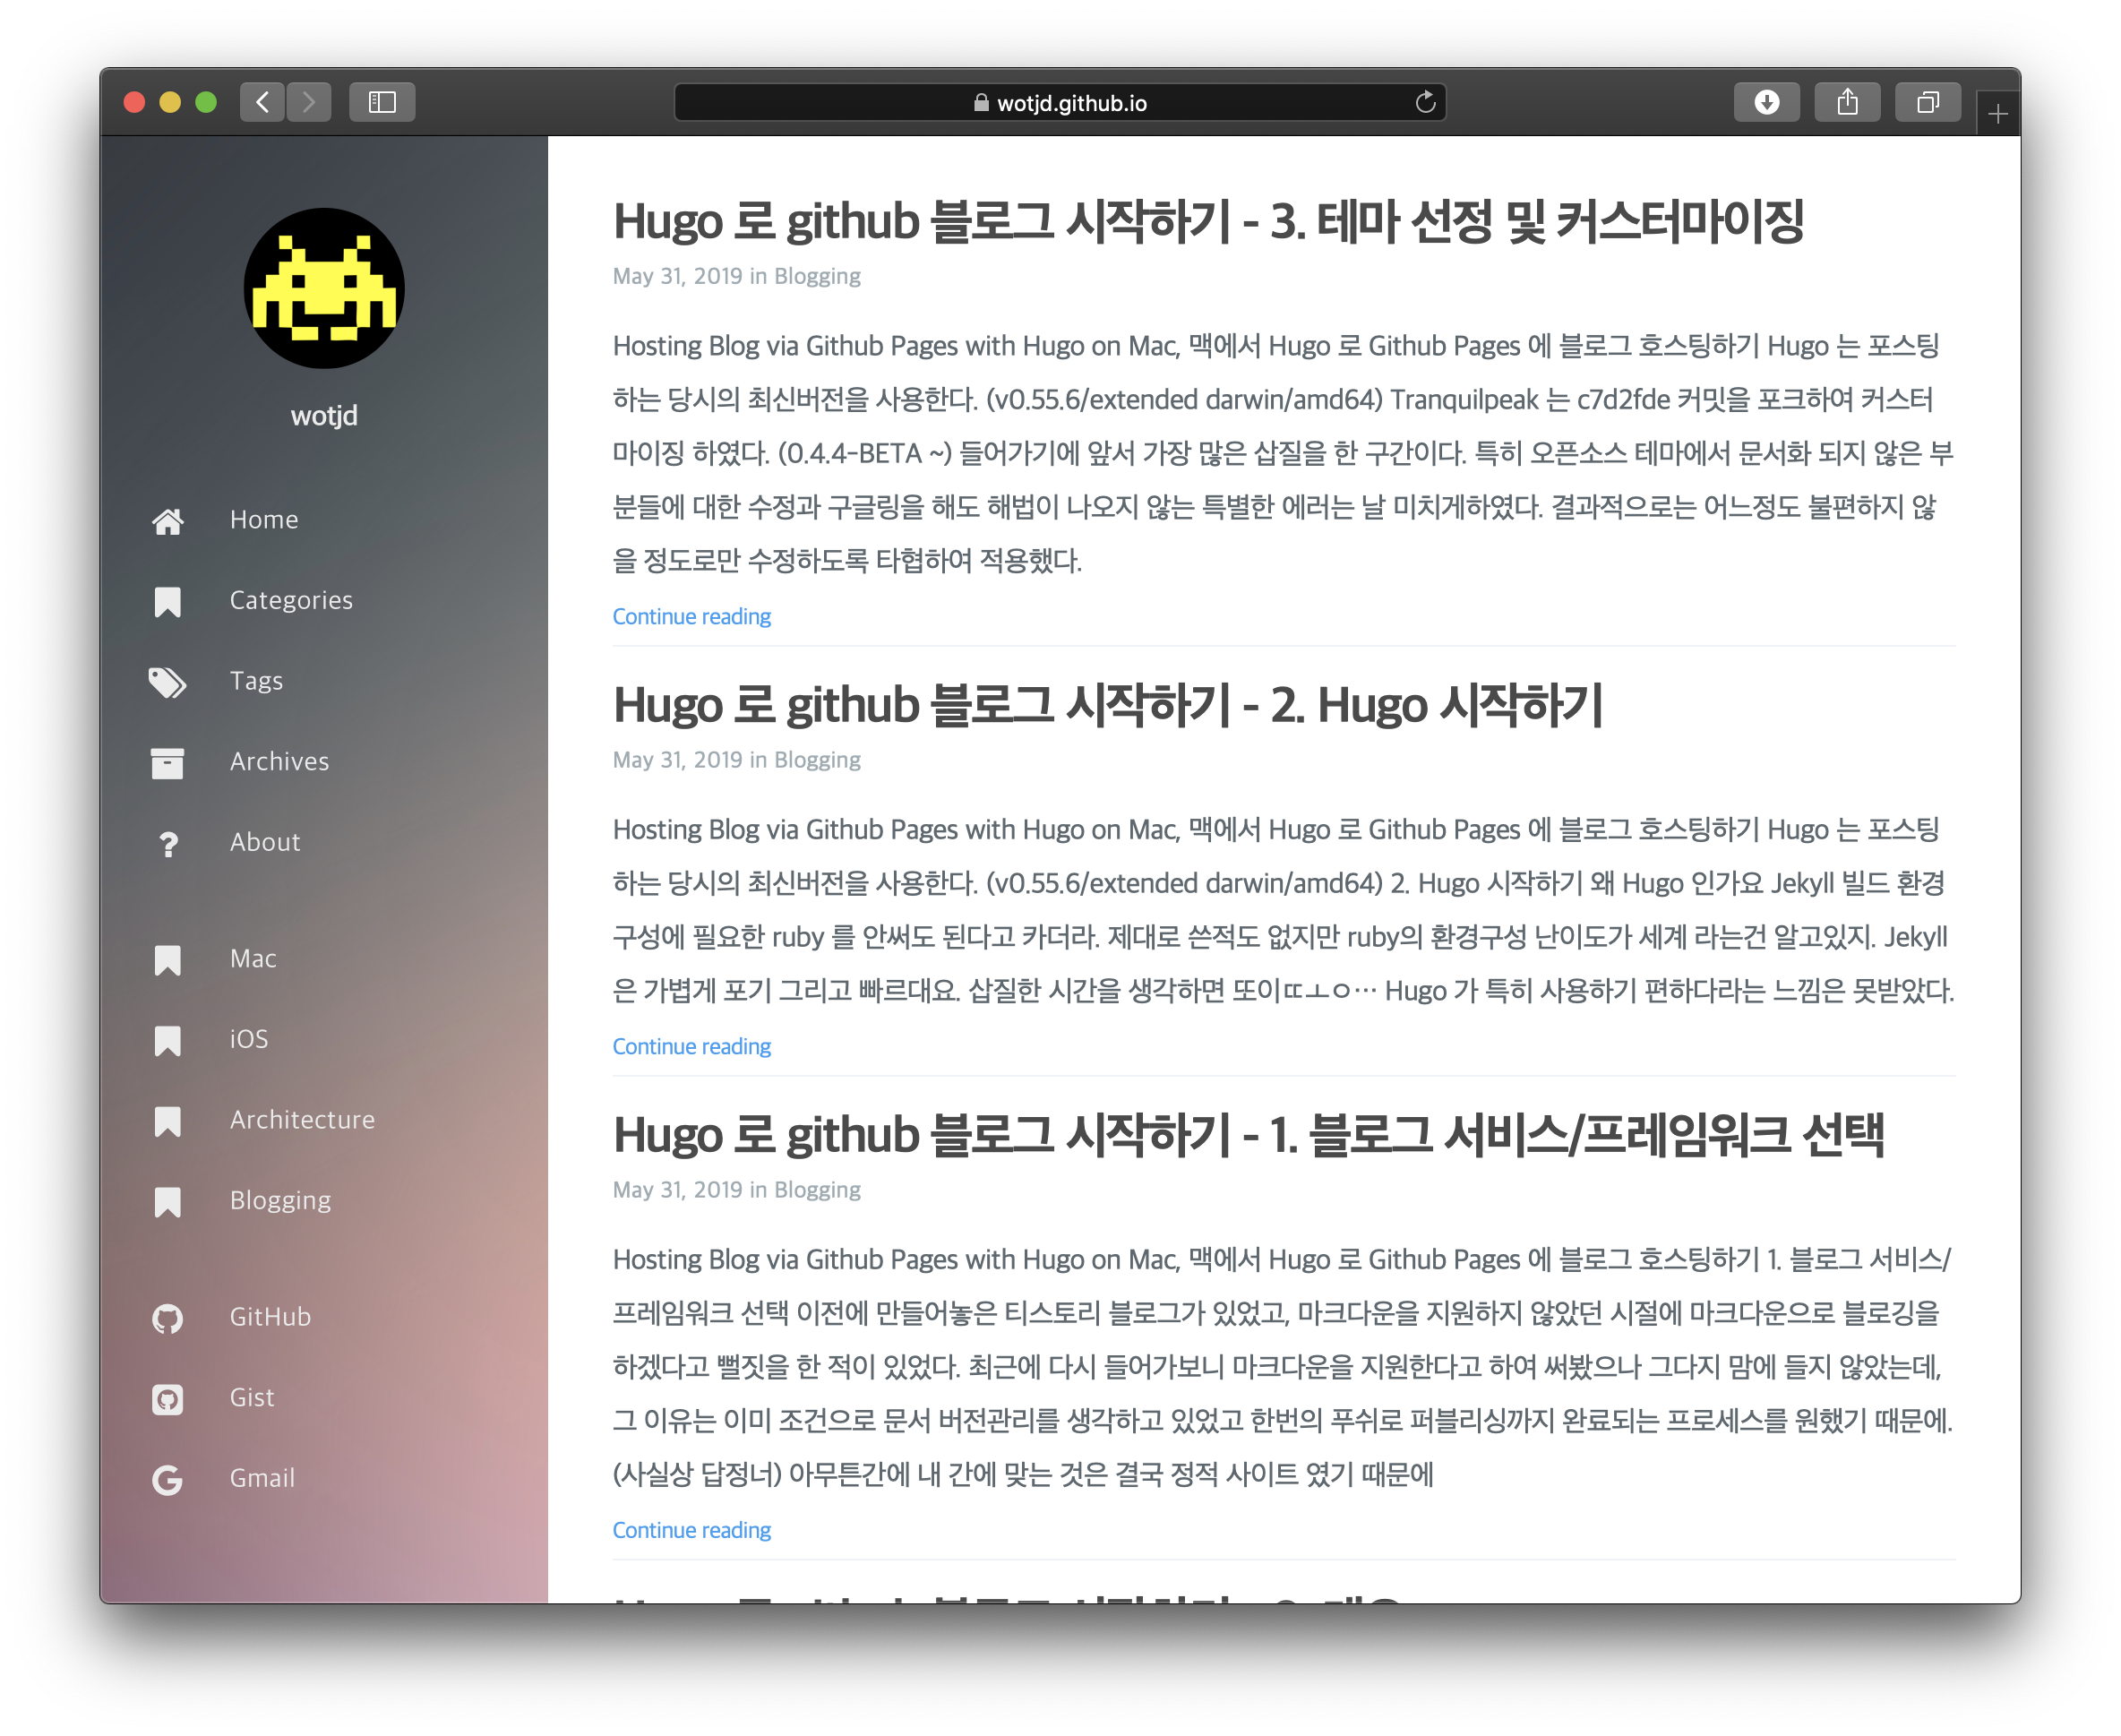 wotjd.github.io
wotjd
Home
Categories
Tags
Archives
About
Mac
iOS
Architecture
Blogging
GitHub
Gist
Gmail
Hugo 로 github 블로그 시작하기 - 3. 테마 선정 및 커스터마이징
May 31, 2019 in Blogging
Hosting Blog via Github Pages with Hugo on Mac, 맥에서 Hugo 로 Github Pages 에 블로그 호스팅하기 Hugo 는 포스팅
하는 당시의 최신버전을 사용한다. (v0.55.6/extended darwin/amd64) Tranquilpeak 는 c7d2fde 커밋을 포크하여 커스터
마이징 하였다. (0.4.4-BETA ~) 들어가기에 앞서 가장 많은 삽질을 한 구간이다. 특히 오픈소스 테마에서 문서화 되지 않은 부
분들에 대한 수정과 구글링을 해도 해법이 나오지 않는 특별한 에러는 날 미치게하였다. 결과적으로는 어느정도 불편하지 않
을 정도로만 수정하도록 타협하여 적용했다.
Continue reading
Hugo 로 github 블로그 시작하기 - 2. Hugo 시작하기
May 31, 2019 in Blogging
Hosting Blog via Github Pages with Hugo on Mac, 맥에서 Hugo 로 Github Pages 에 블로그 호스팅하기 Hugo 는 포스팅
하는 당시의 최신버전을 사용한다. (v0.55.6/extended darwin/amd64) 2. Hugo 시작하기 왜 Hugo 인가요 Jekyll 빌드 환경
구성에 필요한 ruby 를 안써도 된다고 카더라. 제대로 쓴적도 없지만 ruby의 환경구성 난이도가 세계 라는건 알고있지. Jekyll
은 가볍게 포기 그리고 빠르대요. 삽질한 시간을 생각하면 또이ㄸㅗㅇ… Hugo 가 특히 사용하기 편하다라는 느낌은 못받았다.
Continue reading
Hugo 로 github 블로그 시작하기 - 1. 블로그 서비스/프레임워크 선택
May 31, 2019 in Blogging
Hosting Blog via Github Pages with Hugo on Mac, 맥에서 Hugo 로 Github Pages 에 블로그 호스팅하기 1. 블로그 서비스/
프레임워크 선택 이전에 만들어놓은 티스토리 블로그가 있었고, 마크다운을 지원하지 않았던 시절에 마크다운으로 블로깅을
하겠다고 뻘짓을 한 적이 있었다. 최근에 다시 들어가보니 마크다운을 지원한다고 하여 써봤으나 그다지 맘에 들지 않았는데,
그 이유는 이미 조건으로 문서 버전관리를 생각하고 있었고 한번의 푸쉬로 퍼블리싱까지 완료되는 프로세스를 원했기 때문에.
(사실상 답정너) 아무튼간에 내 간에 맞는 것은 결국 정적 사이트 였기 때문에
Continue reading